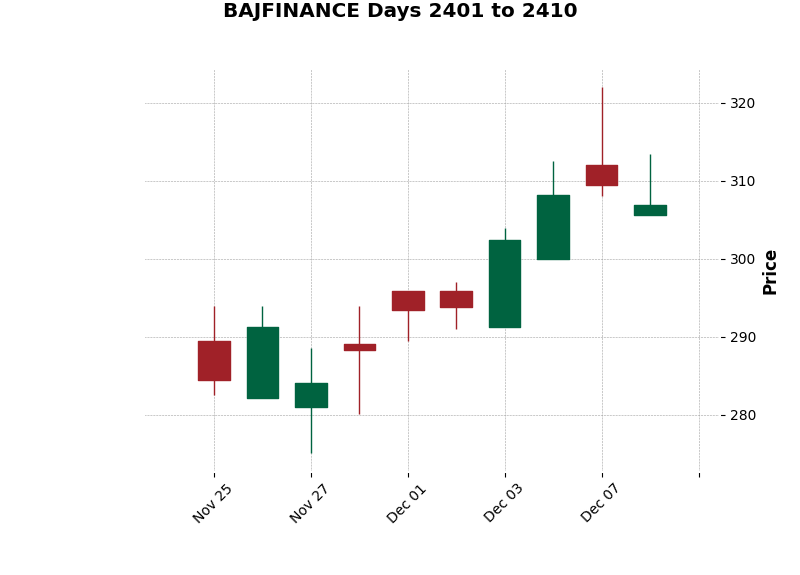 BAJFINANCE Days 2401 to 2410
320
310
300
290
280
Price
Nov 25
Nov 27
Dec 01
Dec 03
Dec 07